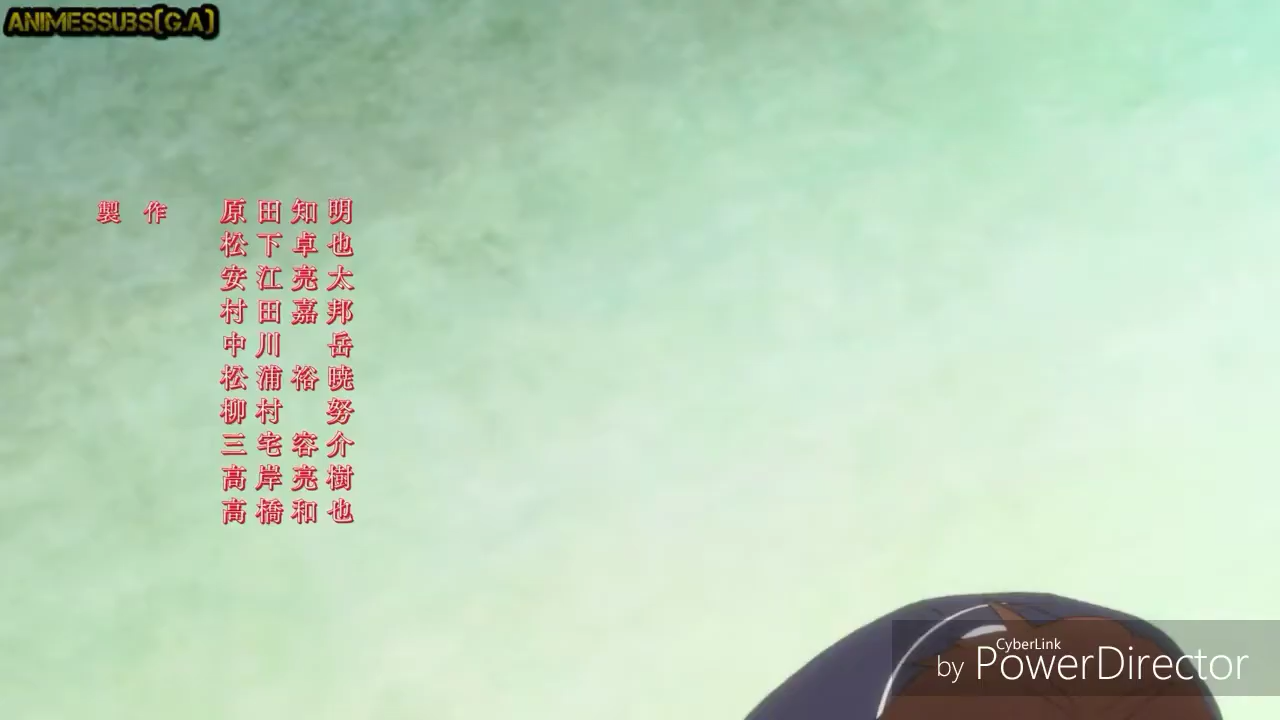 ANIMESSUBS(G.A)
製 作 原田知明
松下卓也
安江亮太
村田嘉邦
中川 岳
松浦裕暁
柳村 努
三宅容介
高岸亮樹
高橋和也
CyberLink
by PowerDirector